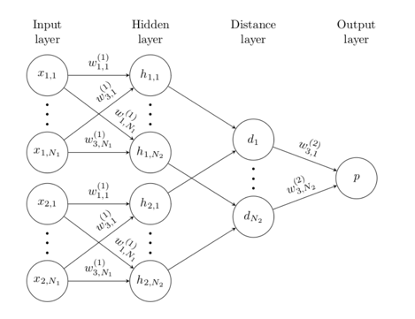 Input layer
Hidden layer
Distance layer
Output layer
x_{1,1}
w_{1,1}^{(1)}
h_{1,1}
w_{3,1}^{(1)}
w_{1,N_1}^{(1)}
x_{1,N_1}
w_{3,N_1}^{(1)}
h_{1,N_2}
d_1
w_{3,1}^{(2)}
p
x_{2,1}
w_{1,1}^{(1)}
h_{2,1}
w_{3,1}^{(1)}
w_{1,N_1}^{(1)}
d_{N_2}
w_{3,N_2}^{(2)}
x_{2,N_1}
w_{3,N_1}^{(1)}
h_{2,N_2}